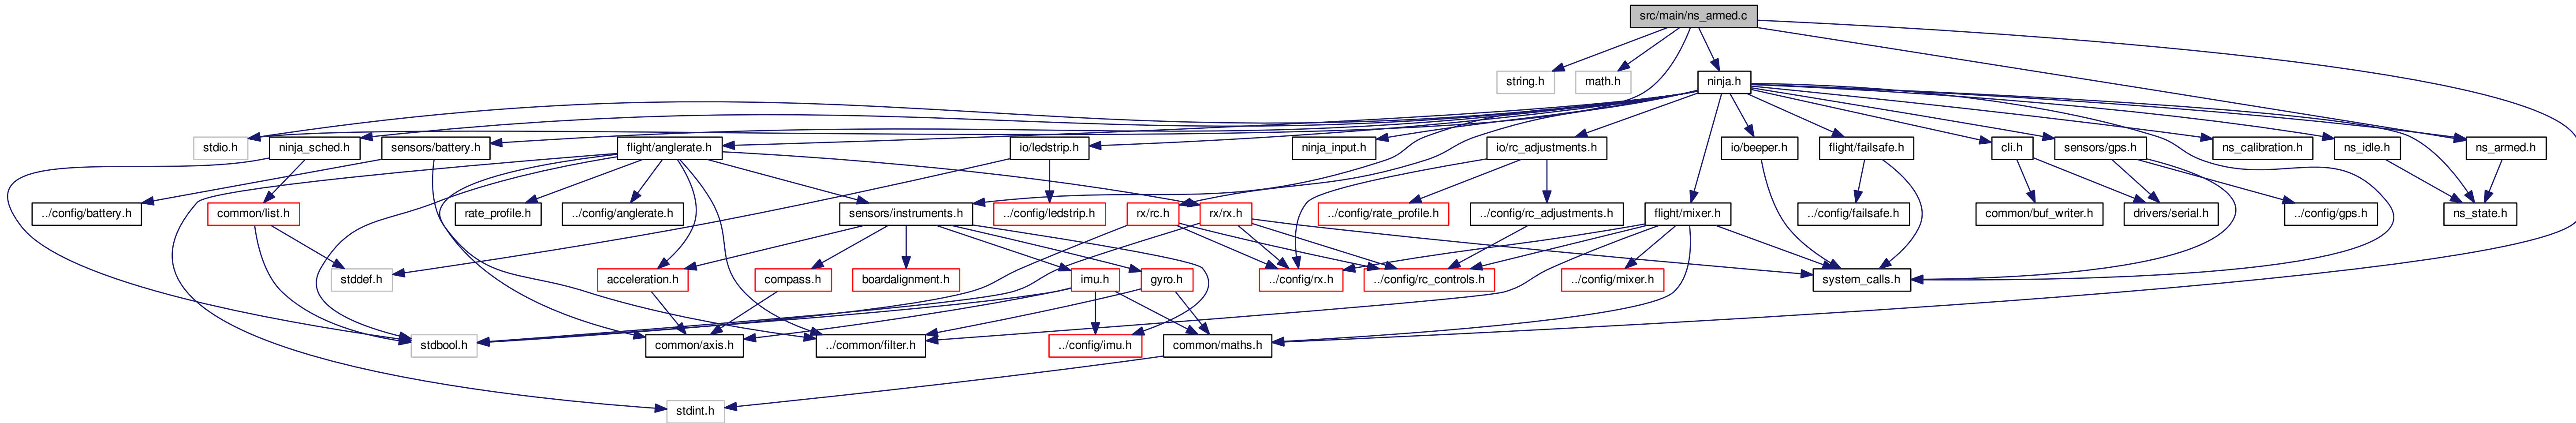 src/main/ns_armed.c
string.h
math.h
ninja.h
stdio.h
ninja_sched.h
sensors/battery.h
flight/anglerate.h
io/ledstrip.h
ninja_input.h
io/rc_adjustments.h
io/beeper.h
flight/failsafe.h
cli.h
sensors/gps.h
ns_calibration.h
ns_idle.h
ns_armed.h
../config/battery.h
common/list.h
rate_profile.h
../config/anglerate.h
sensors/instruments.h
../config/ledstrip.h
rx/rc.h
rx/rx.h
../config/rate_profile.h
../config/rc_adjustments.h
flight/mixer.h
../config/failsafe.h
common/buf_writer.h
drivers/serial.h
../config/gps.h
ns_state.h
stddef.h
acceleration.h
compass.h
boardalignment.h
imu.h
gyro.h
../config/rx.h
../config/rc_controls.h
../config/mixer.h
system_calls.h
stdbool.h
common/axis.h
../common/filter.h
../config/imu.h
common/maths.h
stdint.h